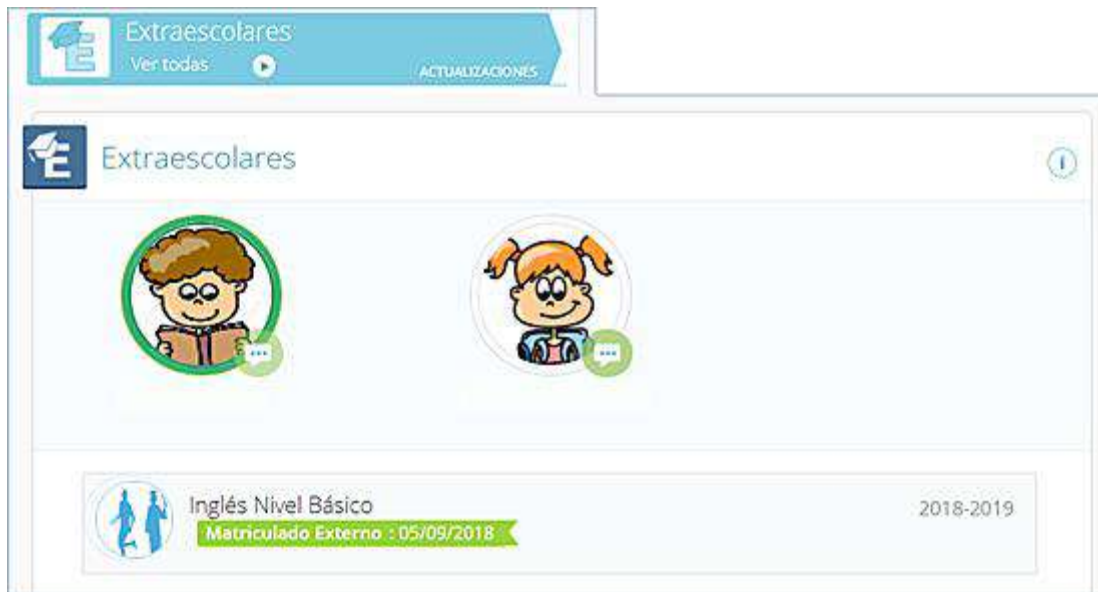 Extraescolares
Ver todas
ACTUALIZACIONES
E
Extraescolares
i
Inglés Nivel Básico
2018-2019
Matriculado Externo : 05/09/2018